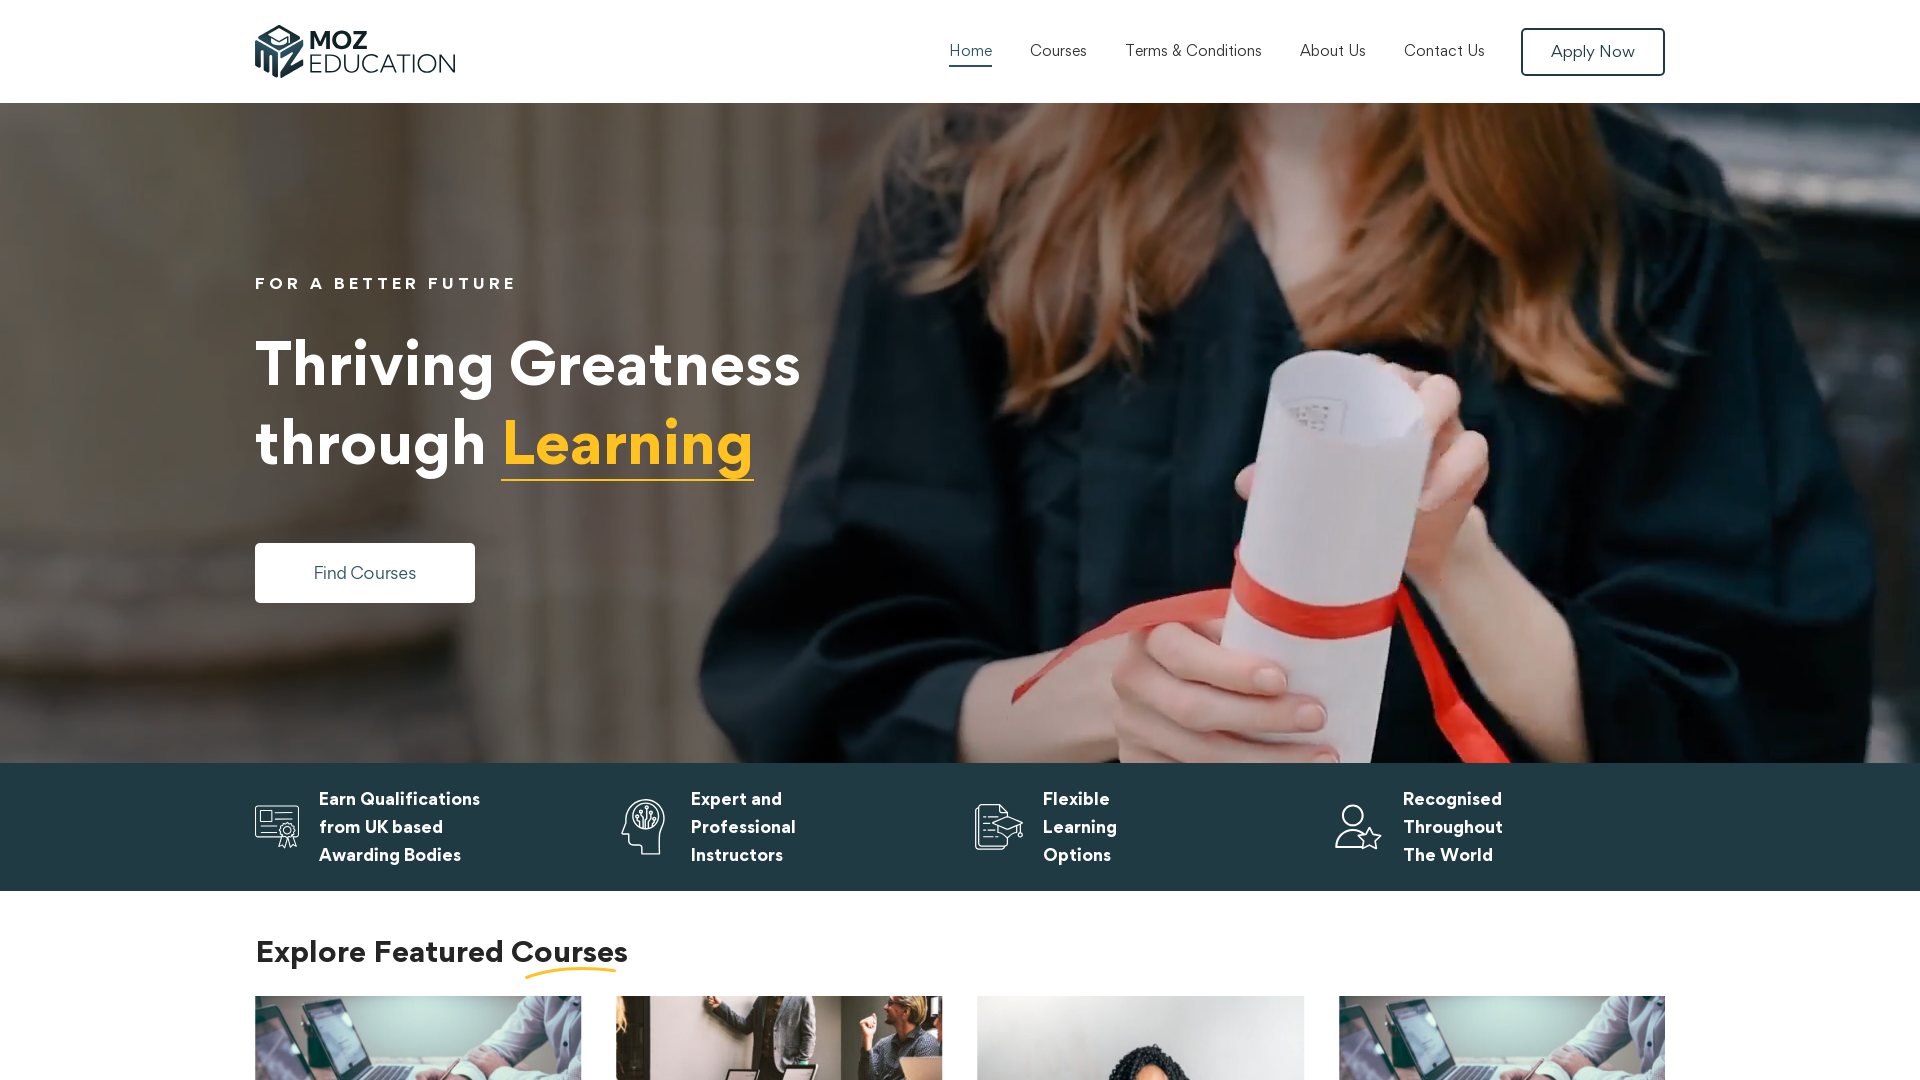 MOZ
EDUCATION
Home
Courses
Terms & Conditions
About Us
Contact Us
Apply Now
FOR A BETTER FUTURE
Thriving Greatness
through Learning
Find Courses
Earn Qualifications
from UK based
Awarding Bodies
Expert and
Professional
Instructors
Flexible
Learning
Options
Recognised
Throughout
The World
Explore Featured Courses